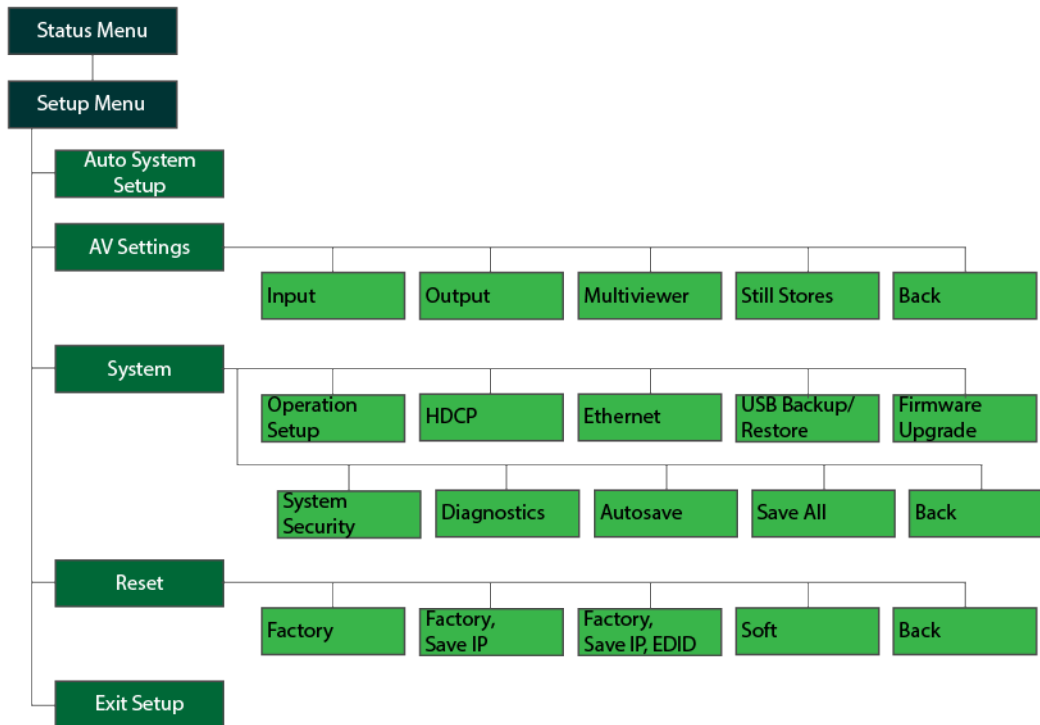 Status Menu
Setup Menu
Auto System
Setup
AV Settings
Input
Output
Multiviewer
Still Stores
Back
System
Operation
Setup
HDCP
Ethernet
USB Backup/
Restore
Firmware
Upgrade
System
Security
Diagnostics
Autosave
Save All
Back
Reset
Factory
Factory,
Save IP
Factory,
Save IP, EDID
Soft
Back
Exit Setup